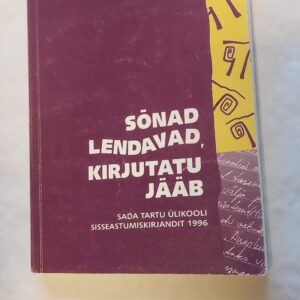 SÕNAD
LENDAVAD,
KIRJUTATU
JÄÄB
SADA TARTU ÜLIKOOLI
SISSEASTUMISKIRJANDIT 1996